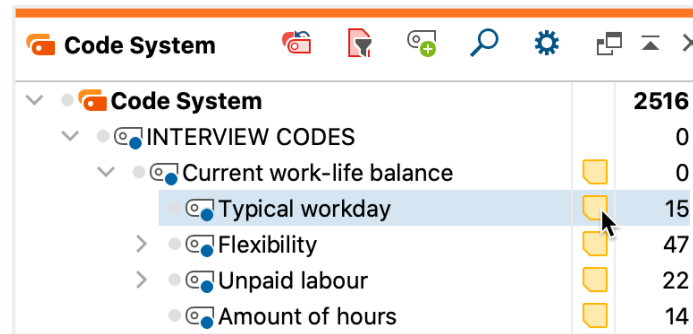 Code System
Code System 2516
INTERVIEW CODES 0
Current work-life balance 0
Typical workday 15
Flexibility 47
Unpaid labour 22
Amount of hours 14